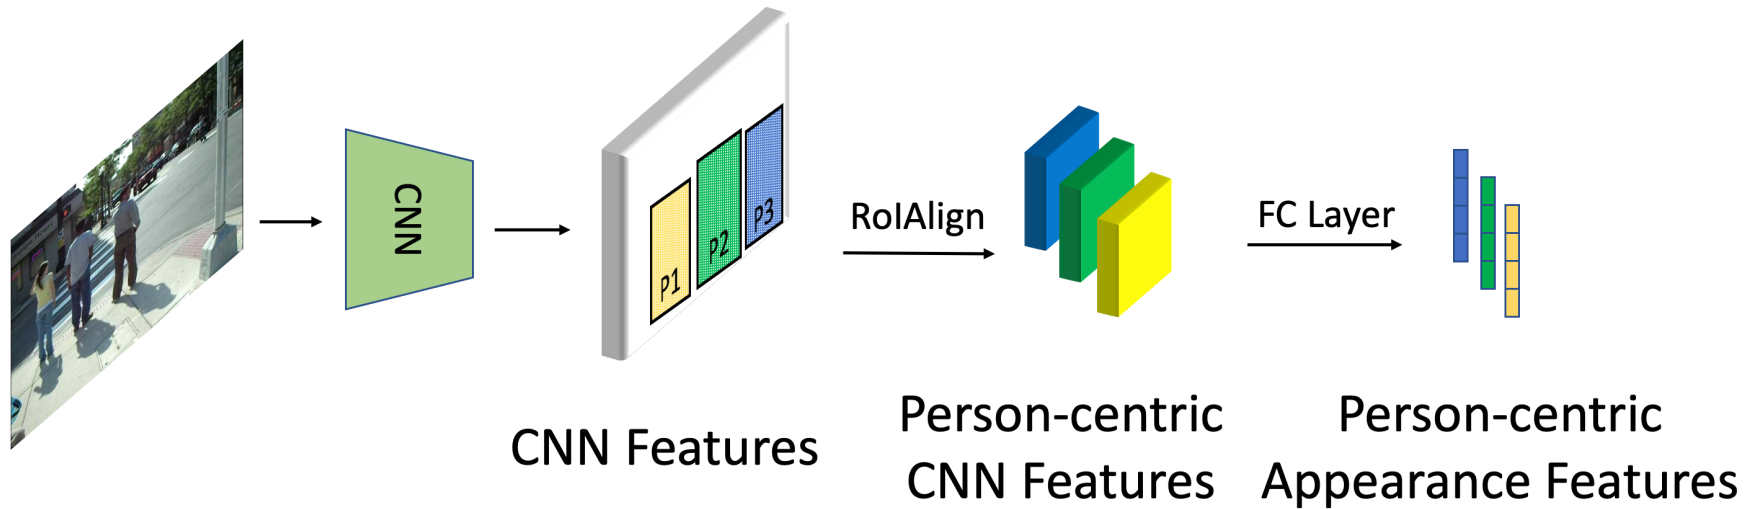 CNN
P1
P2
P3
RoIAlign
FC Layer
CNN Features
Person-centric
CNN Features
Person-centric
Appearance Features